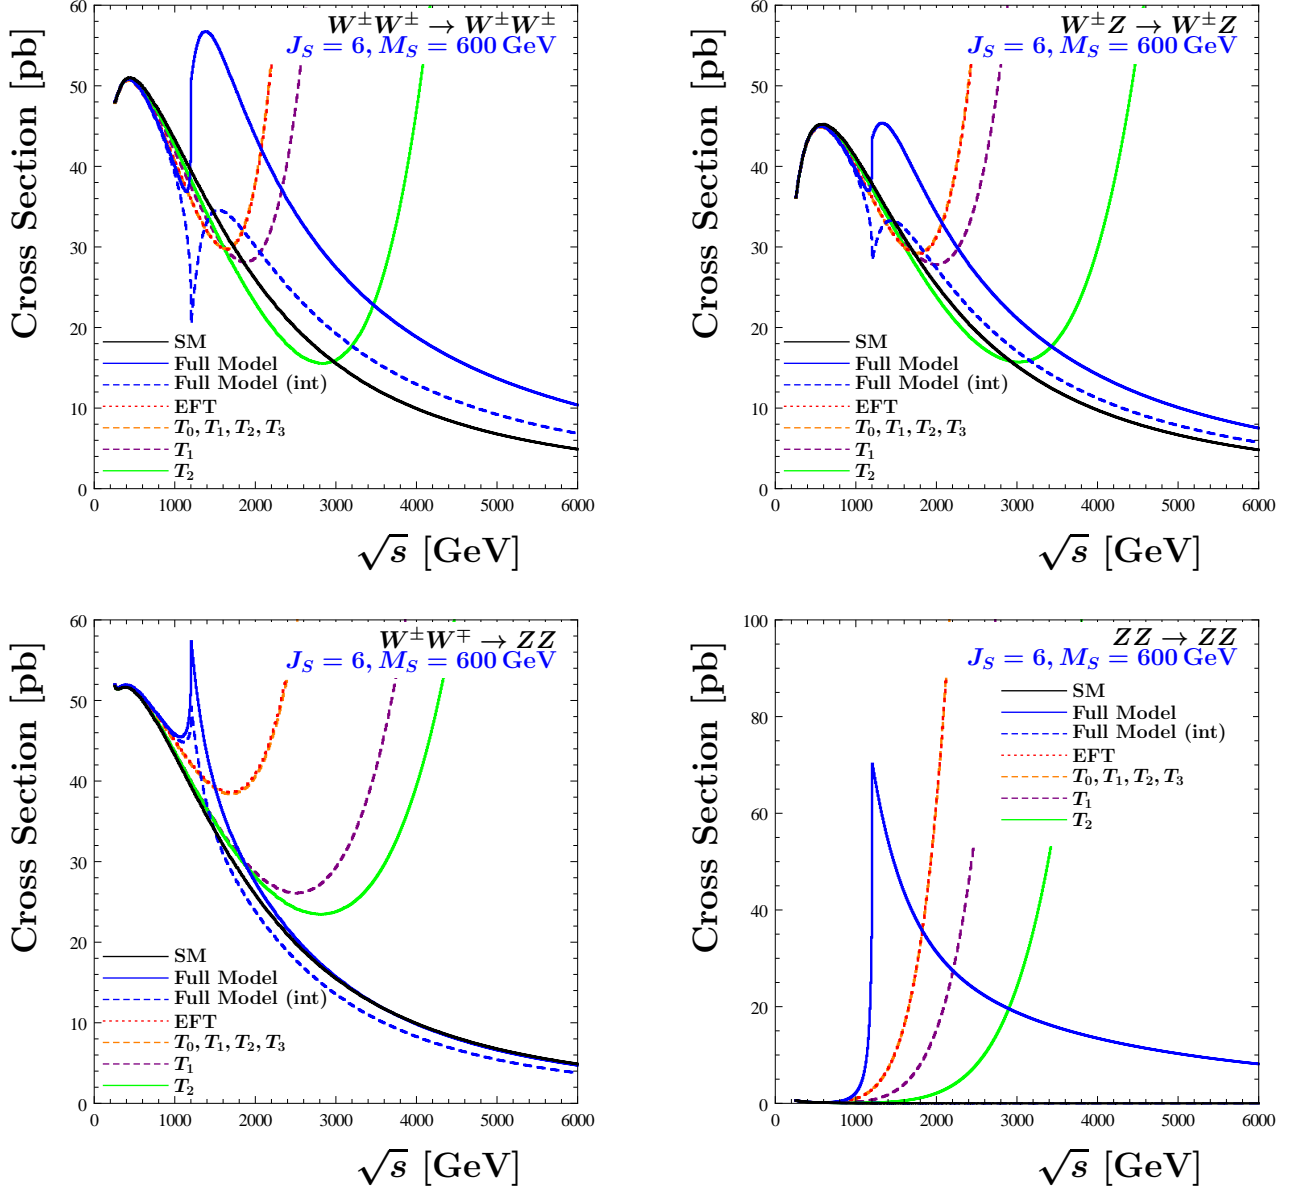 W±W± → W±W±
J_S = 6, M_S = 600 GeV
Cross Section [pb]
60
50
40
30
20
10
0
SM
Full Model
Full Model (int)
EFT
T_0, T_1, T_2, T_3
T_1
T_2
0 1000 2000 3000 4000 5000 6000
√s [GeV]
W±Z → W±Z
J_S = 6, M_S = 600 GeV
Cross Section [pb]
60
50
40
30
20
10
0
SM
Full Model
Full Model (int)
EFT
T_0, T_1, T_2, T_3
T_1
T_2
0 1000 2000 3000 4000 5000 6000
√s [GeV]
W±W∓ → ZZ
J_S = 6, M_S = 600 GeV
Cross Section [pb]
60
50
40
30
20
10
0
SM
Full Model
Full Model (int)
EFT
T_0, T_1, T_2, T_3
T_1
T_2
0 1000 2000 3000 4000 5000 6000
√s [GeV]
ZZ → ZZ
J_S = 6, M_S = 600 GeV
Cross Section [pb]
100
80
60
40
20
0
SM
Full Model
Full Model (int)
EFT
T_0, T_1, T_2, T_3
T_1
T_2
0 1000 2000 3000 4000 5000 6000
√s [GeV]